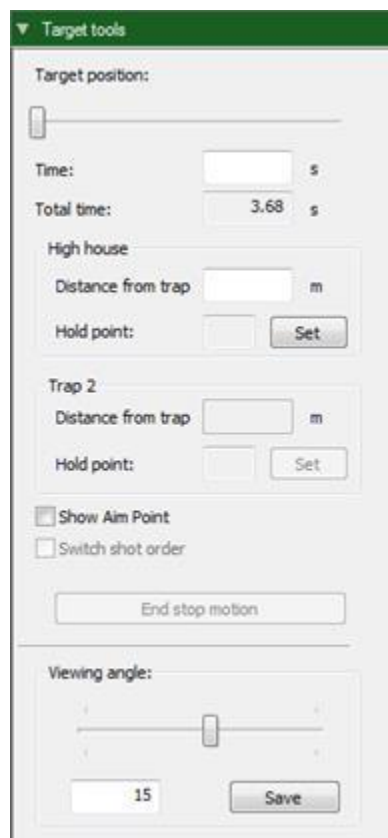 Target tools
Target position:
Time: s
Total time: 3.68 s
High house
Distance from trap m
Hold point: Set
Trap 2
Distance from trap m
Hold point: Set
Show Aim Point
Switch shot order
End stop motion
Viewing angle:
15 Save